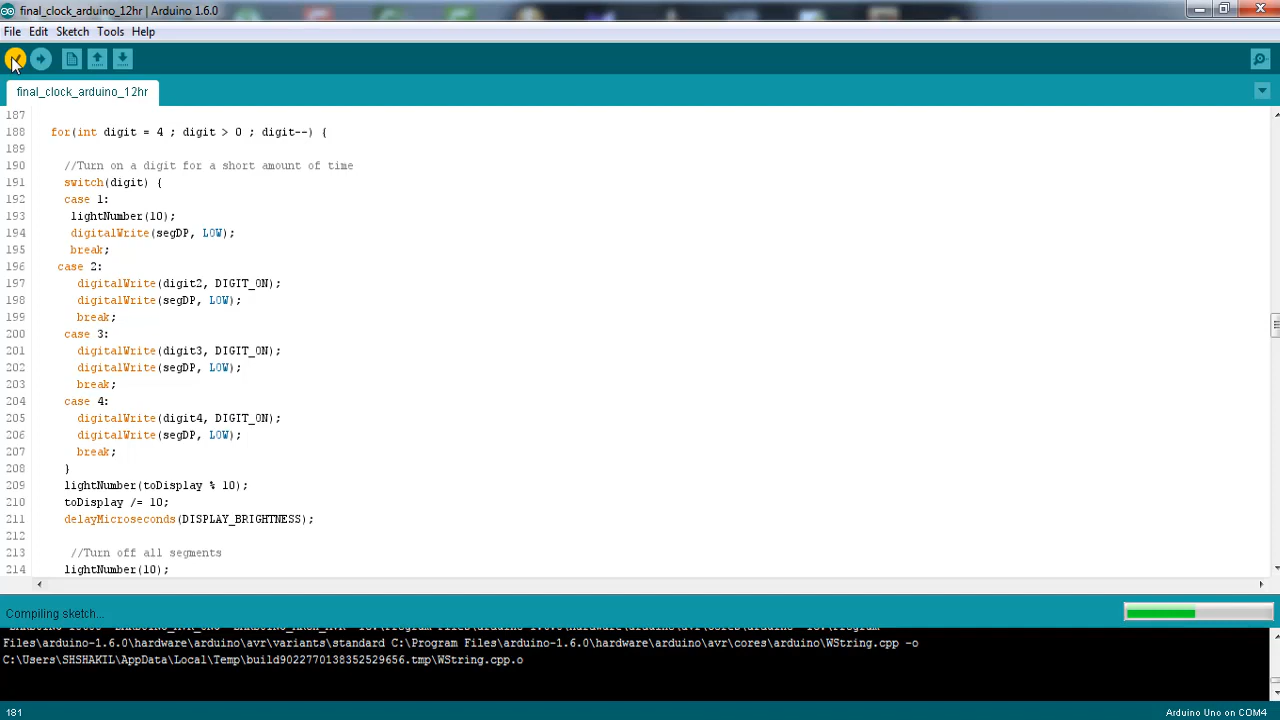 final_clock_arduino_12hr | Arduino 1.6.0
File Edit Sketch Tools Help
final_clock_arduino_12hr
187
188 for(int digit = 4 ; digit > 0 ; digit--) {
189
190 //Turn on a digit for a short amount of time
191 switch(digit) {
192 case 1:
193 lightNumber(10);
194 digitalWrite(segDP, LOW);
195 break;
196 case 2:
197 digitalWrite(digit2, DIGIT_ON);
198 digitalWrite(segDP, LOW);
199 break;
200 case 3:
201 digitalWrite(digit3, DIGIT_ON);
202 digitalWrite(segDP, LOW);
203 break;
204 case 4:
205 digitalWrite(digit4, DIGIT_ON);
206 digitalWrite(segDP, LOW);
207 break;
208 }
209 lightNumber(toDisplay % 10);
210 toDisplay /= 10;
211 delayMicroseconds(DISPLAY_BRIGHTNESS);
212
213 //Turn off all segments
214 lightNumber(10);
Compiling sketch...
Files\arduino-1.6.0\hardware\arduino\avr\variants\standard C:\Program Files\arduino-1.6.0\hardware\arduino\avr\cores\arduino\WString.cpp -o
C:\Users\SHSHAKIL\AppData\Local\Temp\build9022770138352529656.tmp\WString.cpp.o
181 Arduino Uno on COM4